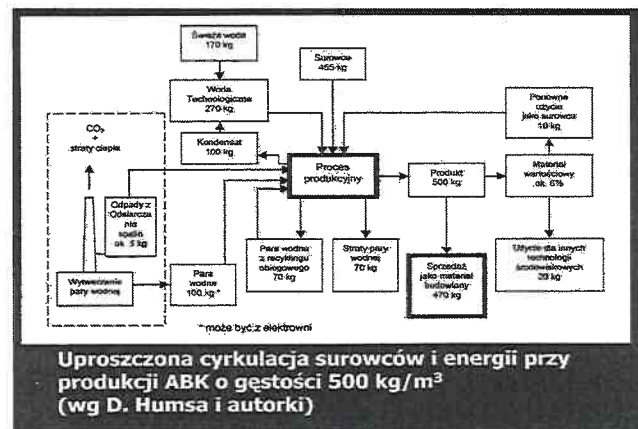 Świeża woda
170 kg
Surowce
455 kg
Woda
Technologiczna
270 kg
Ponowne
użycie
jako surowca
10 kg
CO₂
+
straty ciepła
Kondensat
100 kg
Proces
produkcyjny
Produkt
500 kg
Materiał
wartościowy
ok. 6%
Odpady z
Odsiarcza
nia
spalin
ok. 5 kg
Wytwarzanie
pary wodnej
Para
wodna
100 kg *
Para wodna
z recyklingu
obiegowego
70 kg
Straty pary
wodnej
70 kg
Sprzedaż
jako materiał
budowlany
470 kg
Użycie dla innych
technologii
środowiskowych
20 kg
* może być z elektrowni
Uproszczona cyrkulacja surowców i energii przy
produkcji ABK o gęstości 500 kg/m³
(wg D. Humsa i autorki)